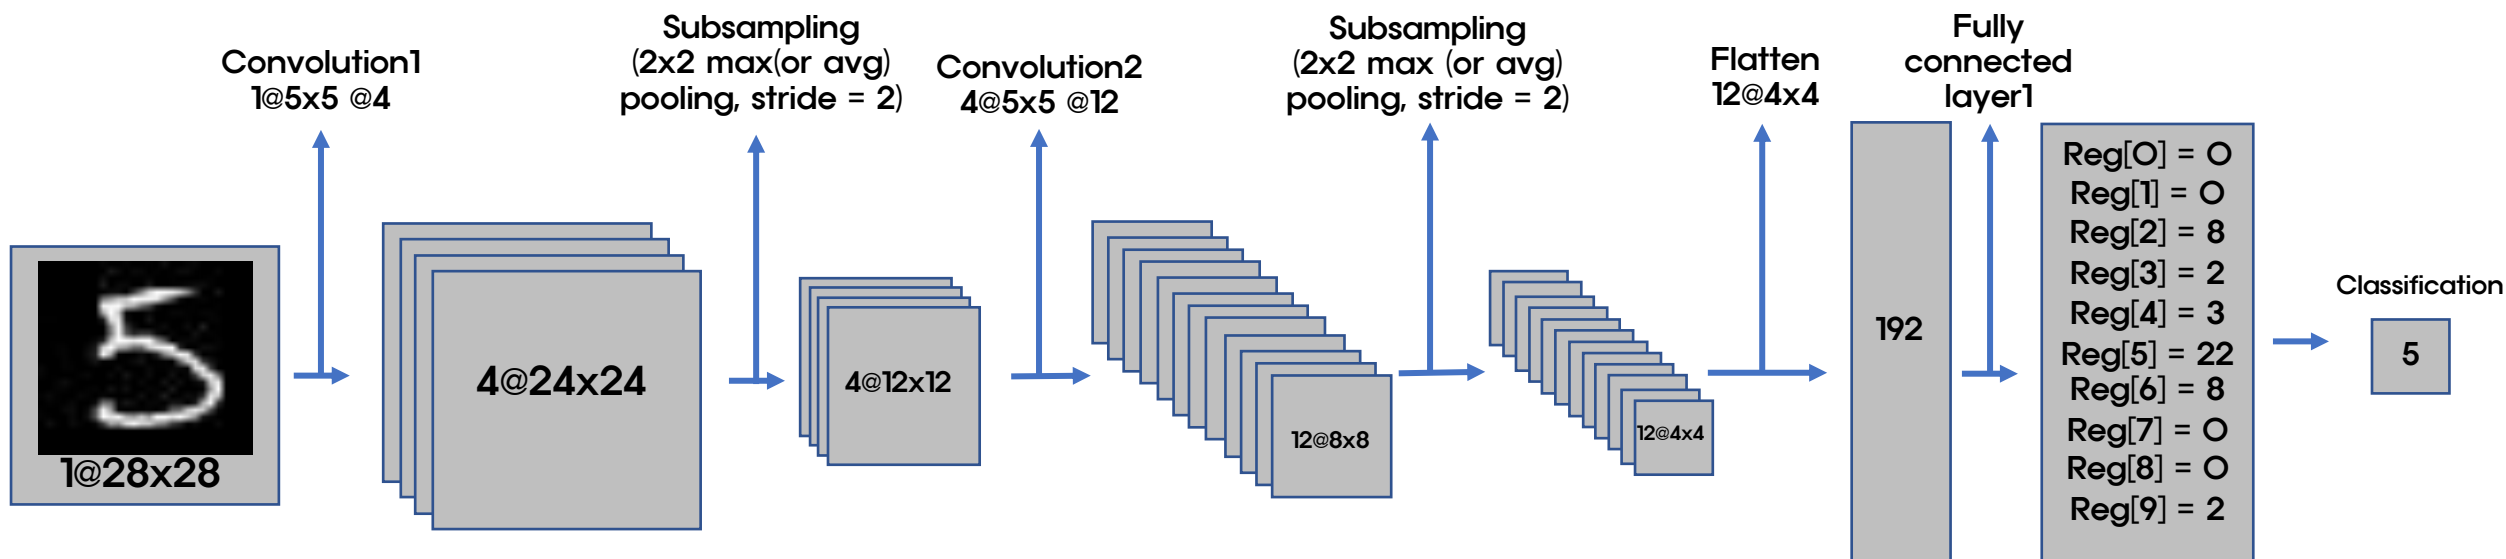 Convolution1
1@5x5 @4
Subsampling
(2x2 max(or avg)
pooling, stride = 2)
Convolution2
4@5x5 @12
Subsampling
(2x2 max (or avg)
pooling, stride = 2)
Flatten
12@4x4
Fully
connected
layer1
1@28x28
4@24x24
4@12x12
12@8x8
12@4x4
192
Reg[0] = 0
Reg[1] = 0
Reg[2] = 8
Reg[3] = 2
Reg[4] = 3
Reg[5] = 22
Reg[6] = 8
Reg[7] = 0
Reg[8] = 0
Reg[9] = 2
Classification
5
5